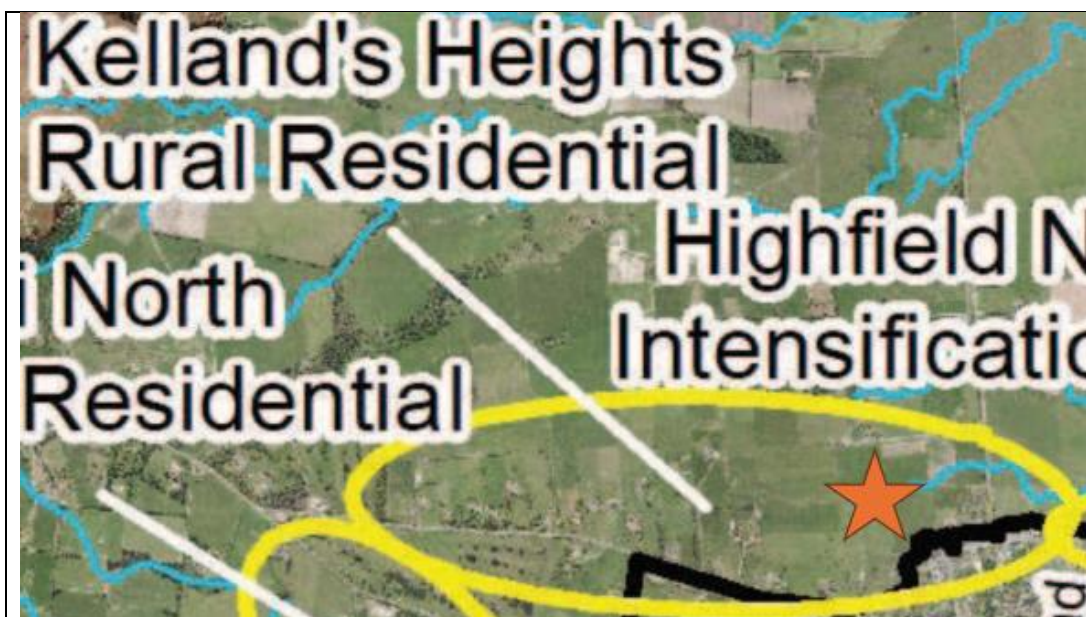 Kelland's Heights
Rural Residential
Highfield N
Intensificatio
i North
Residential